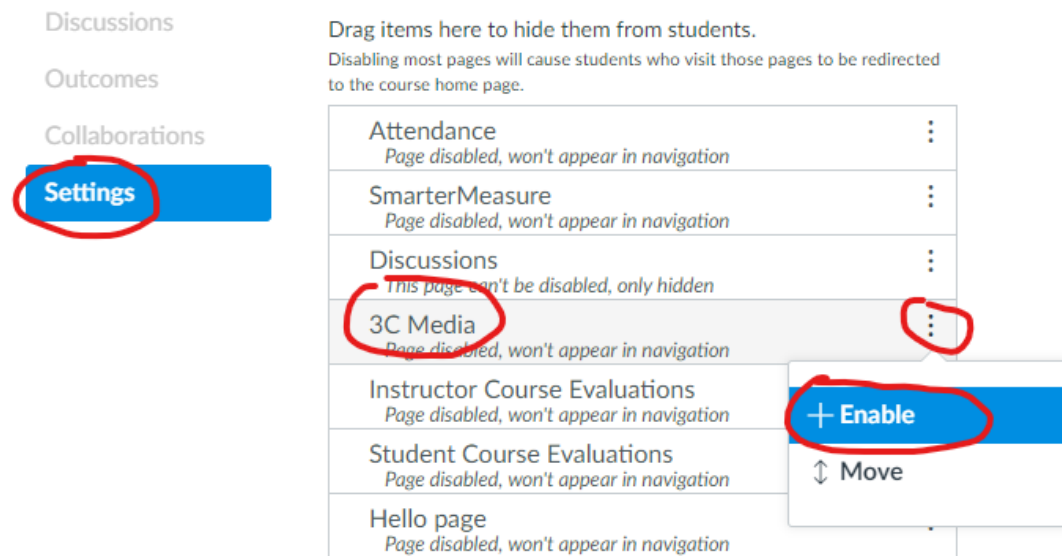 Discussions
Outcomes
Collaborations
Settings
Drag items here to hide them from students.
Disabling most pages will cause students who visit those pages to be redirected
to the course home page.
Attendance
Page disabled, won't appear in navigation
SmarterMeasure
Page disabled, won't appear in navigation
Discussions
This page can't be disabled, only hidden
3C Media
Page disabled, won't appear in navigation
Instructor Course Evaluations
Page disabled, won't appear in navigation
Student Course Evaluations
Page disabled, won't appear in navigation
Hello page
Page disabled, won't appear in navigation
Enable
Move